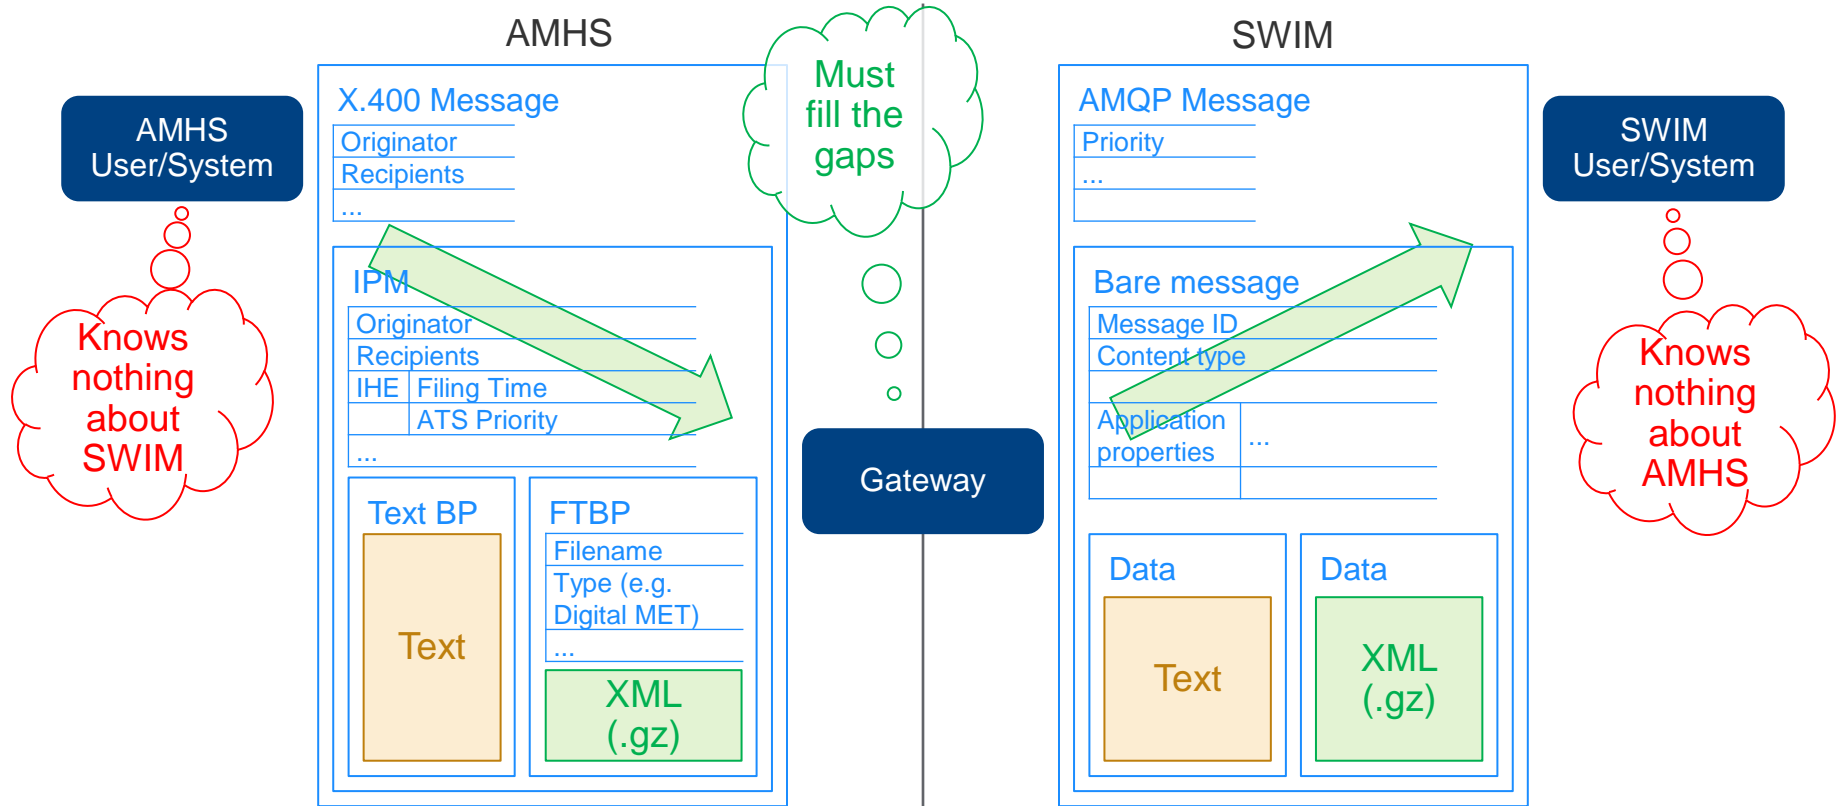 AMHS
SWIM
AMHS
User/System
Knows
nothing
about
SWIM
X.400 Message
Originator
Recipients
...
IPM
Originator
Recipients
IHE Filing Time
ATS Priority
...
Text BP
Text
FTBP
Filename
Type (e.g.
Digital MET)
...
XML
(.gz)
Must
fill the
gaps
Gateway
AMQP Message
Priority
...
Bare message
Message ID
Content type
Application
properties
...
Data
Text
Data
XML
(.gz)
SWIM
User/System
Knows
nothing
about
AMHS